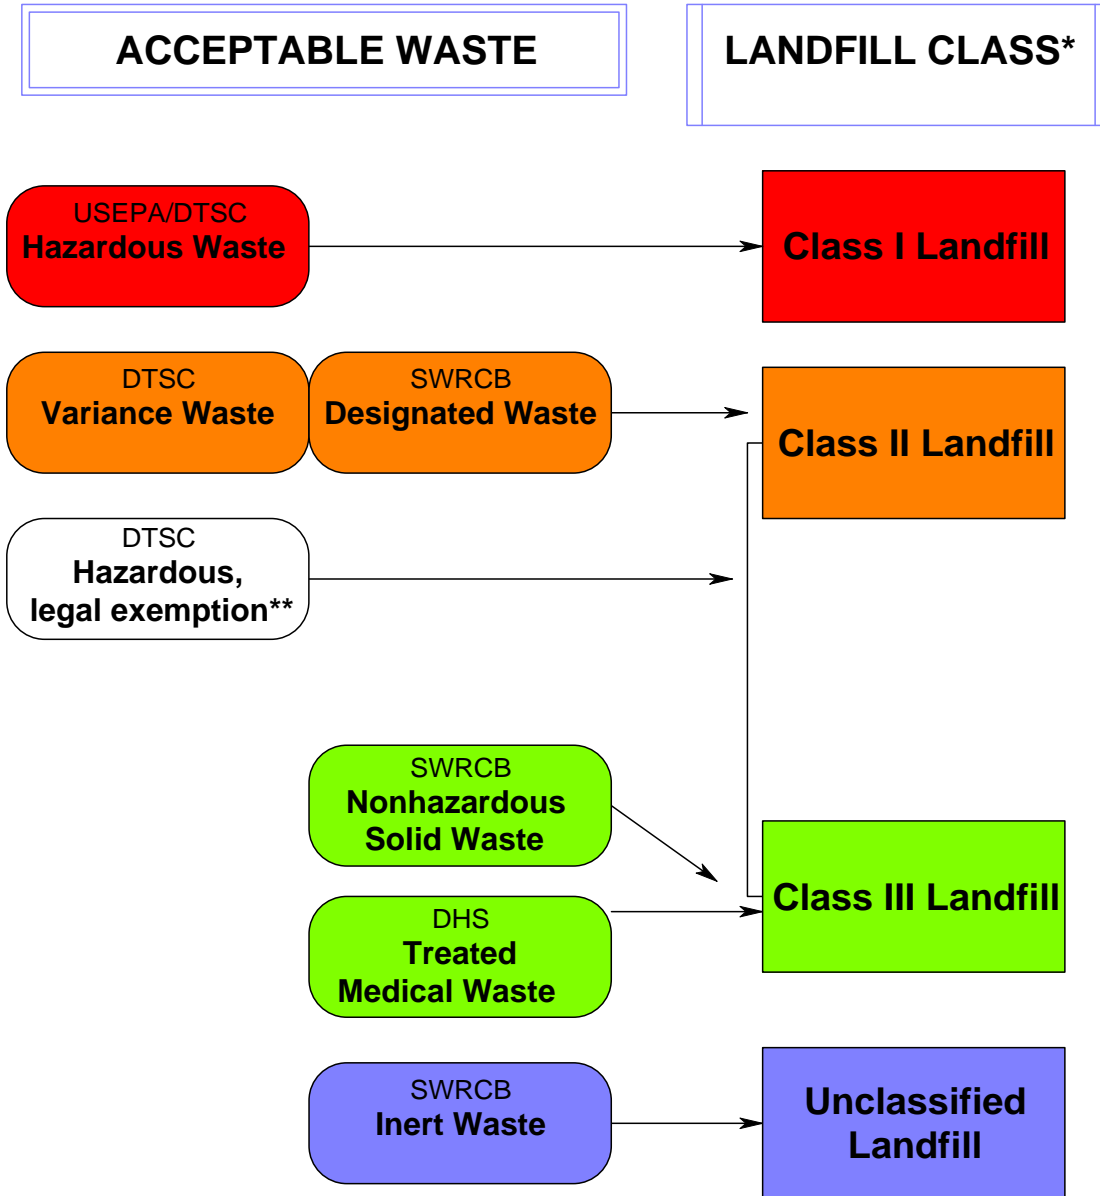 ACCEPTABLE WASTE
LANDFILL CLASS*
USEPA/DTSC
Hazardous Waste
Class I Landfill
DTSC
Variance Waste
SWRCB
Designated Waste
Class II Landfill
DTSC
Hazardous,
legal exemption**
SWRCB
Nonhazardous
Solid Waste
Class III Landfill
DHS
Treated
Medical Waste
SWRCB
Inert Waste
Unclassified
Landfill